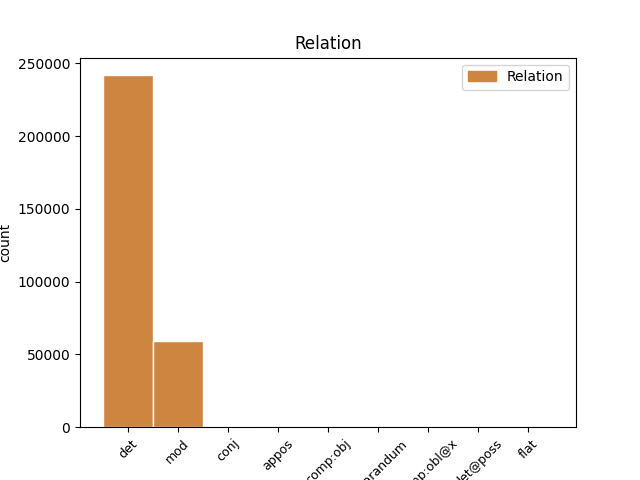 Relation
Relation
250000
200000
150000
100000
50000
0
count
det
mod
conj
appos
comp:obj
flat